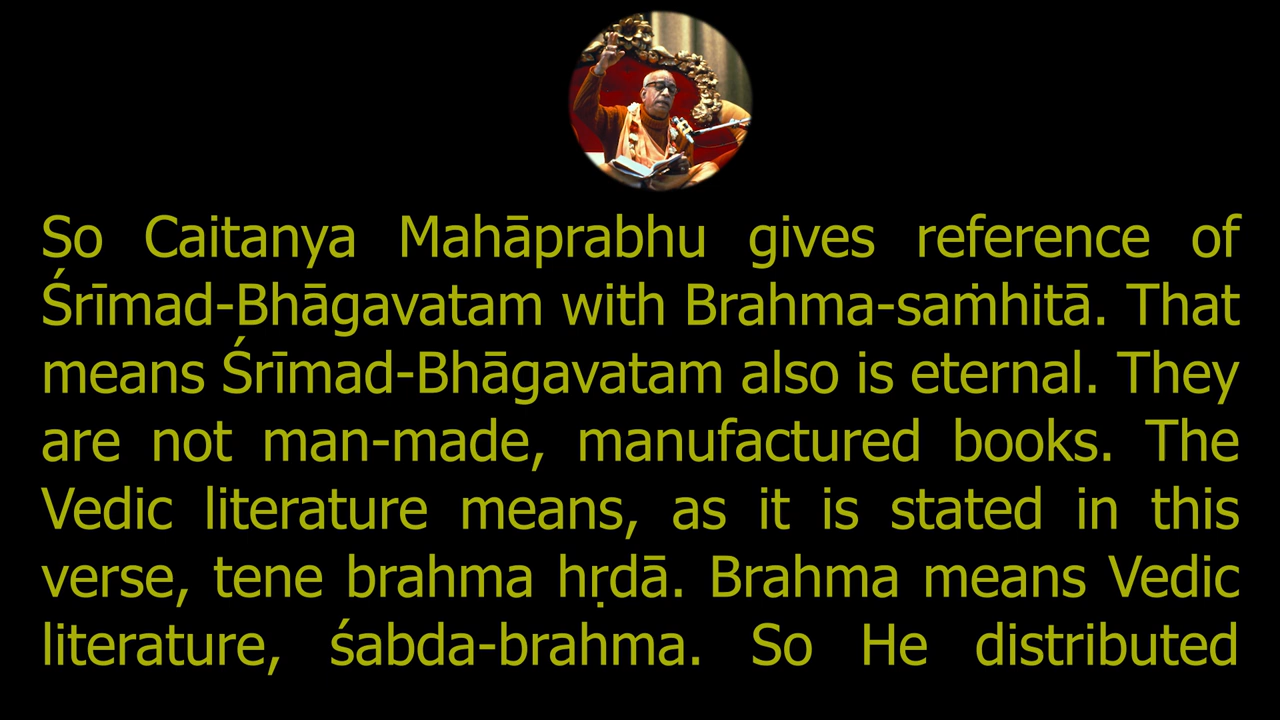 So Caitanya Mahāprabhu gives reference of
Śrīmad-Bhāgavatam with Brahma-saṁhitā. That
means Śrīmad-Bhāgavatam also is eternal. They
are not man-made, manufactured books. The
Vedic literature means, as it is stated in this
verse, tene brahma hṛdā. Brahma means Vedic
literature, śabda-brahma. So He distributed